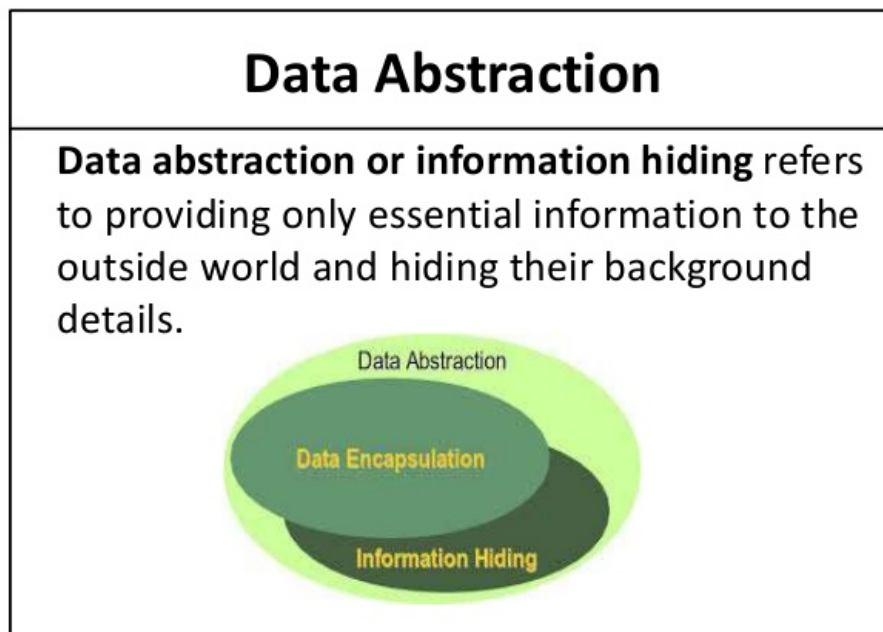 Data Abstraction
Data abstraction or information hiding refers
to providing only essential information to the
outside world and hiding their background
details.
Data Abstraction
Data Encapsulation
Information Hiding